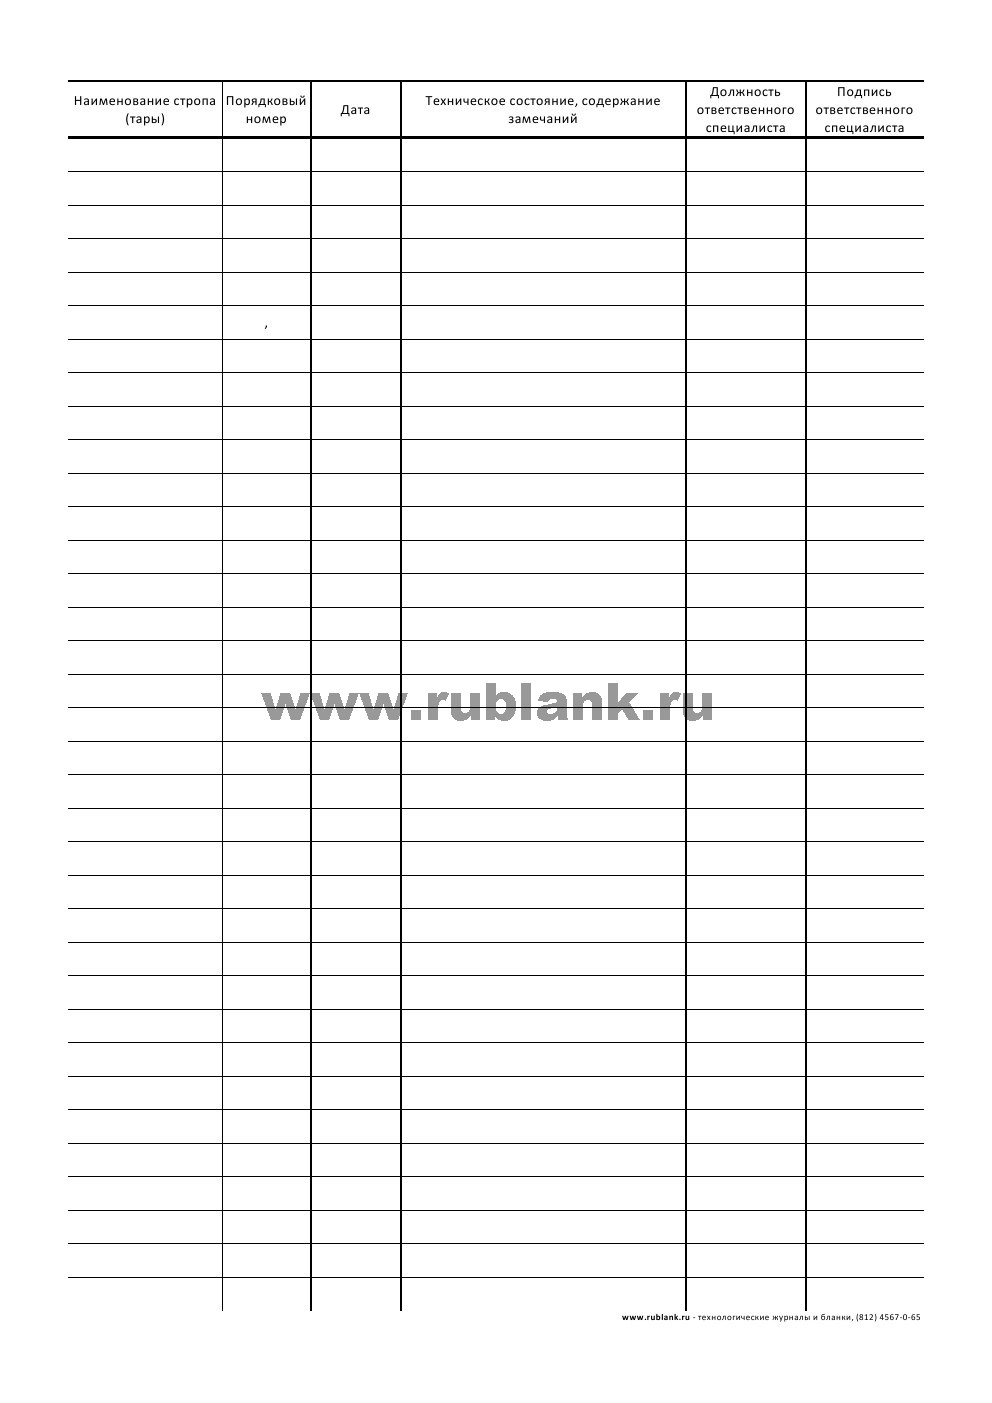 Наименование стропа (тары)
Порядковый номер
Дата
Техническое состояние, содержание замечаний
Должность ответственного специалиста
Подпись ответственного специалиста
,
www.rublank.ru
www.rublank.ru - технологические журналы и бланки, (812) 4567-0-65